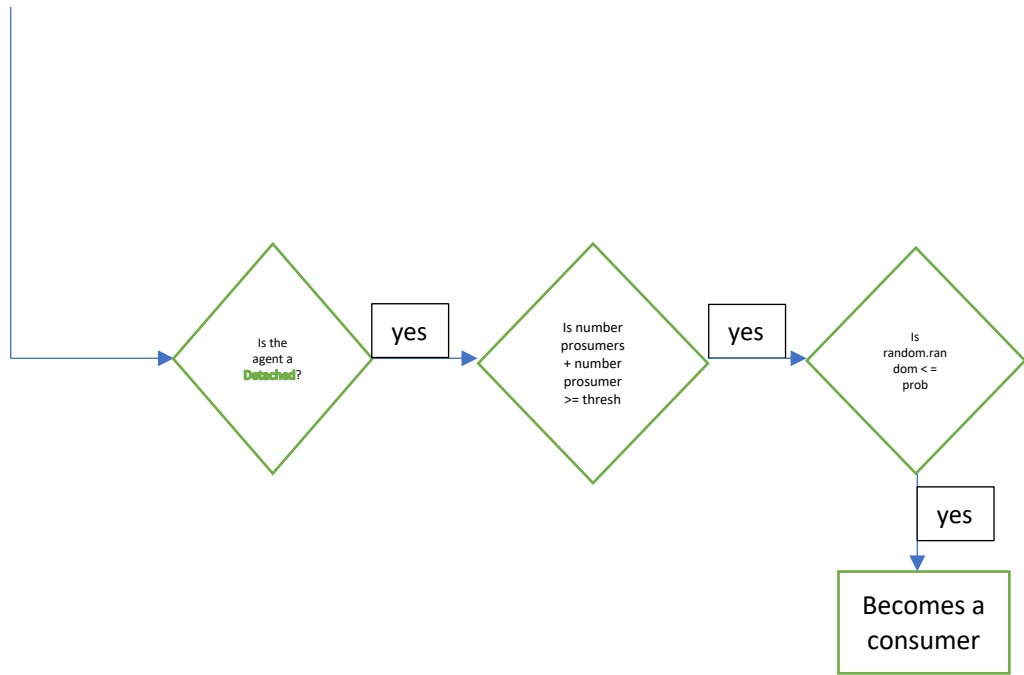 Is the
agent a
Detached?
yes
Is number
prosumers
+ number
prosumer
>= thresh
yes
Is
random.ran
dom < =
prob
yes
Becomes a
consumer